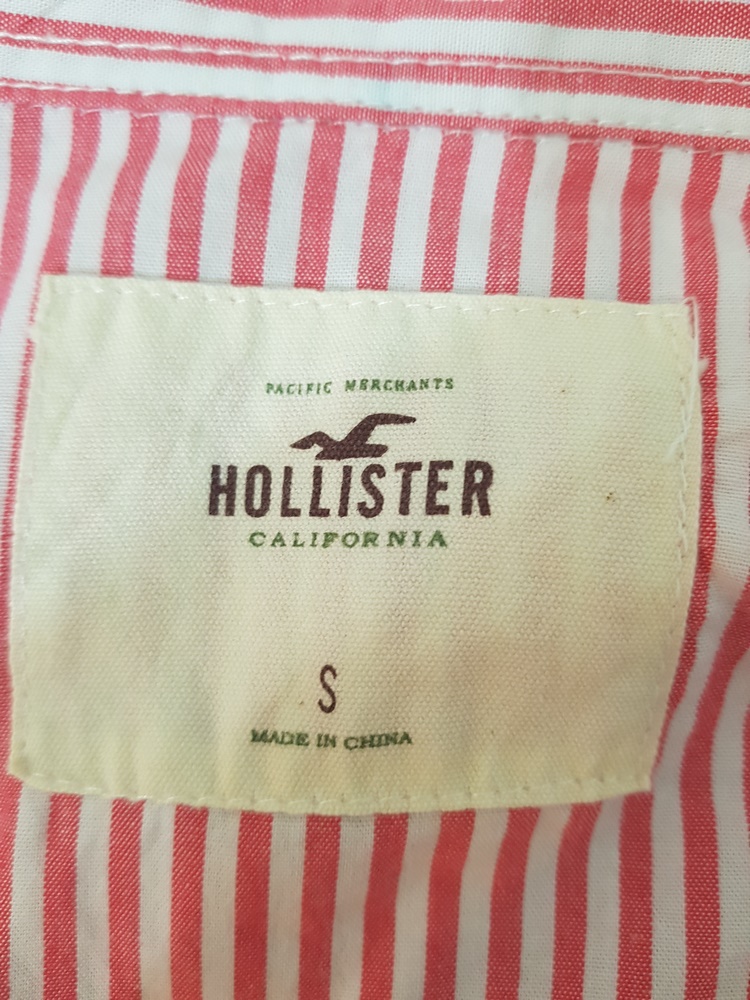 PACIFIC MERCHANTS
HOLLISTER
CALIFORNIA
S
MADE IN CHINA